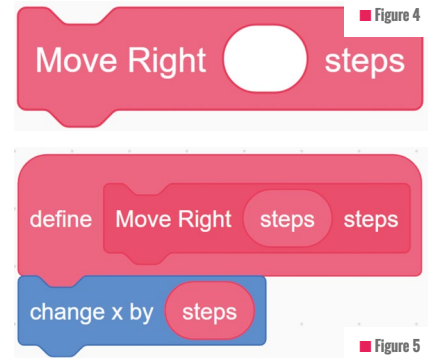 Figure 4
Move Right steps
define Move Right steps steps
change x by steps
Figure 5